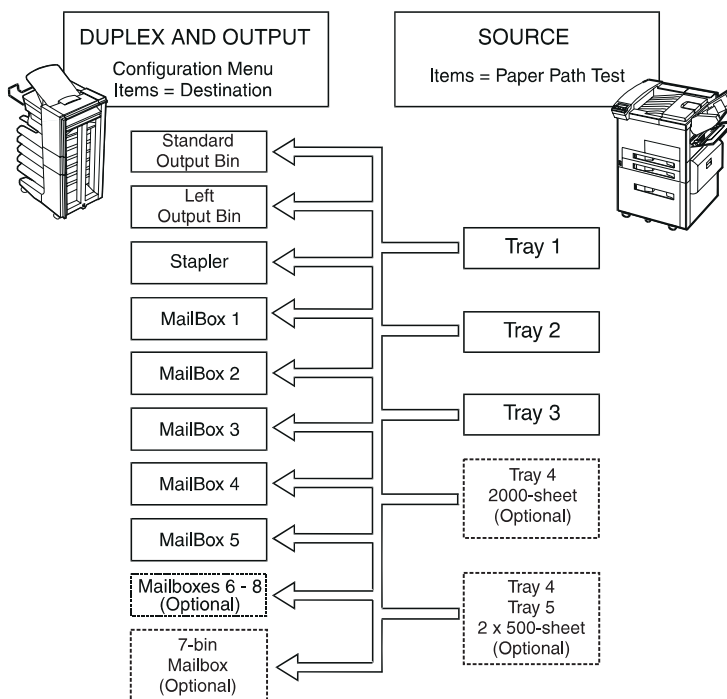 DUPLEX AND OUTPUT
Configuration Menu
Items = Destination
SOURCE
Items = Paper Path Test
Standard
Output Bin
Left
Output Bin
Stapler
MailBox 1
MailBox 2
MailBox 3
MailBox 4
MailBox 5
Mailboxes 6 - 8
(Optional)
7-bin
Mailbox
(Optional)
Tray 1
Tray 2
Tray 3
Tray 4
2000-sheet
(Optional)
Tray 4
Tray 5
2 x 500-sheet
(Optional)